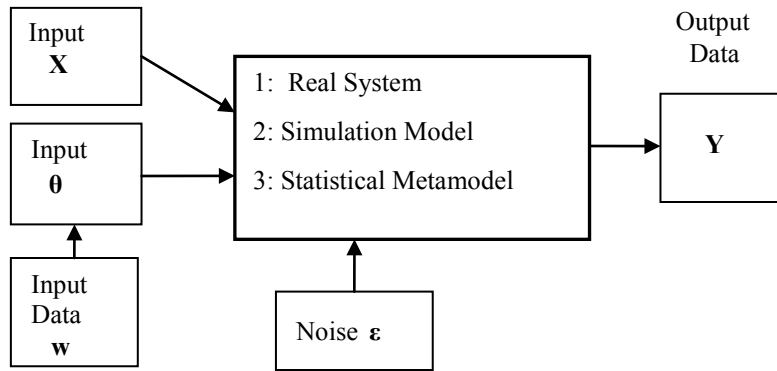 Input
X
Input
θ
Input
Data
w
1: Real System
2: Simulation Model
3: Statistical Metamodel
Noise ε
Output
Data
Y